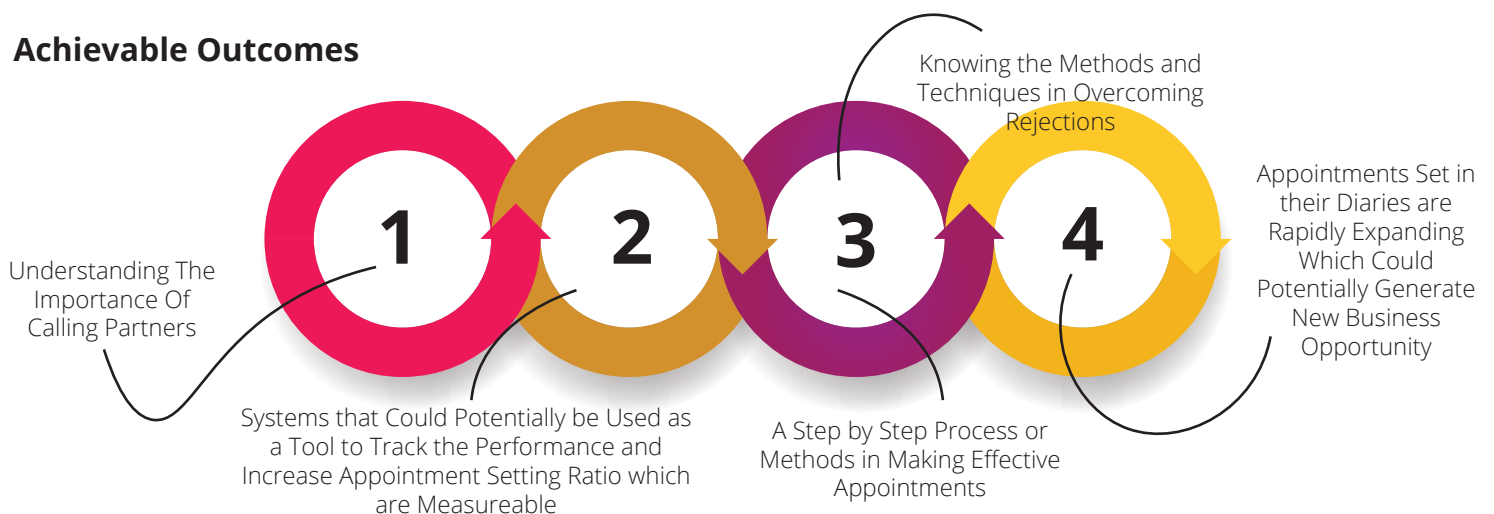 Achievable Outcomes
1
2
3
4
Understanding The
Importance Of
Calling Partners
Systems that Could Potentially be Used as
a Tool to Track the Performance and
Increase Appointment Setting Ratio which
are Measureable
Knowing the Methods and
Techniques in Overcoming
Rejections
A Step by Step Process or
Methods in Making Effective
Appointments
Appointments Set in
their Diaries are
Rapidly Expanding
Which Could
Potentially Generate
New Business
Opportunity